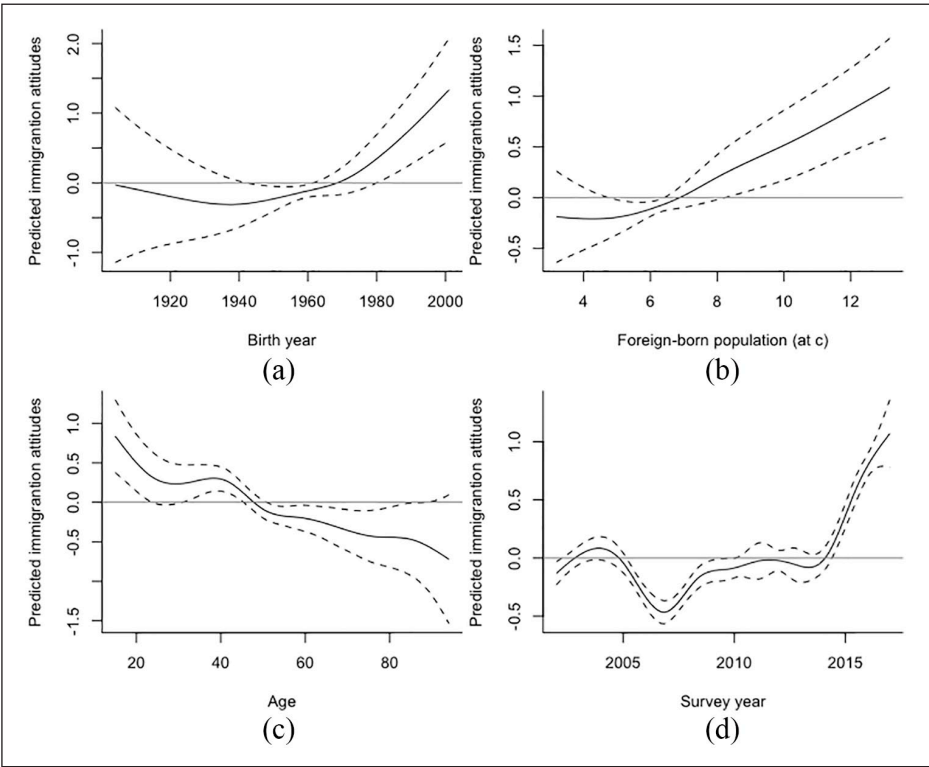 Predicted immigrantion attitudes
2.0
1.0
0.0
-1.0
1920 1940 1960 1980 2000
Birth year
(a)
Predicted immigrantion attitudes
1.5
1.0
0.5
0.0
-0.5
4 6 8 10 12
Foreign-born population (at c)
(b)
Predicted immigrantion attitudes
1.0
0.5
0.0
-0.5
-1.5
20 40 60 80
Age
(c)
Predicted immigrantion attitudes
1.0
0.5
0.0
-0.5
2005 2010 2015
Survey year
(d)